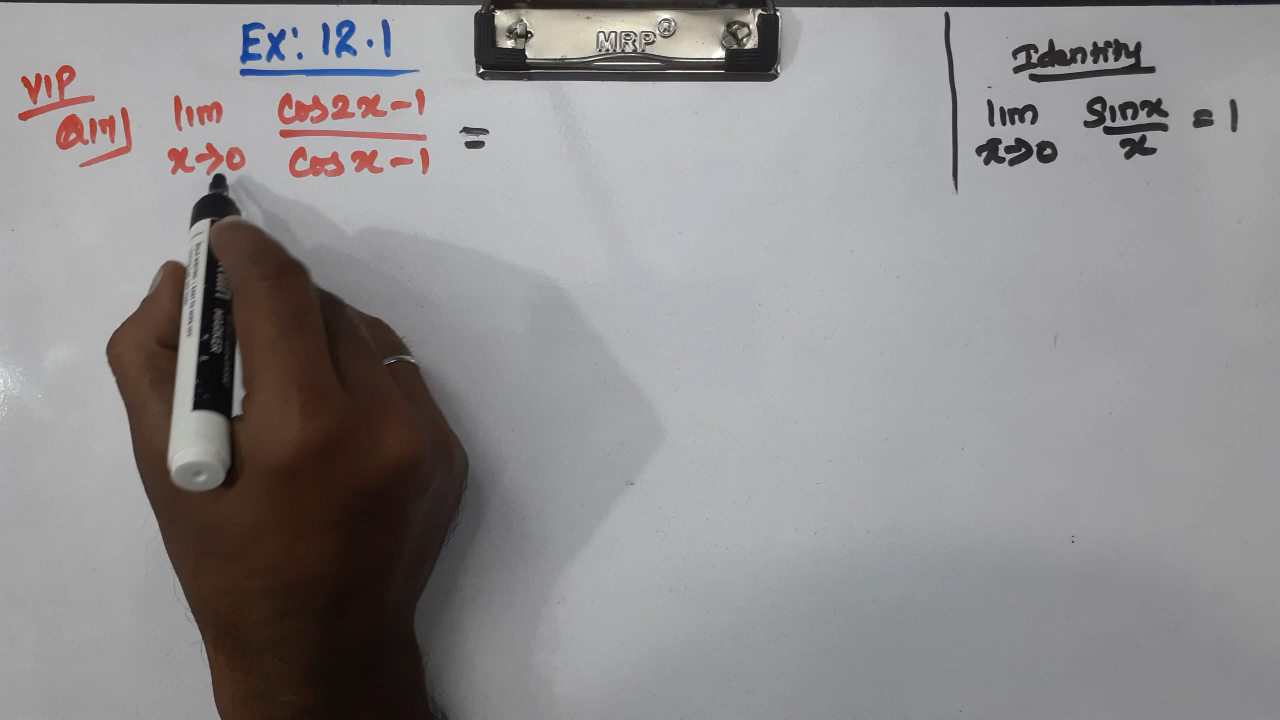 Ex: 12.1
MRP®
VIP
Q17] lim x→0 cos2x-1 / cosx-1 =
Identity
lim x→0 sinx / x = 1